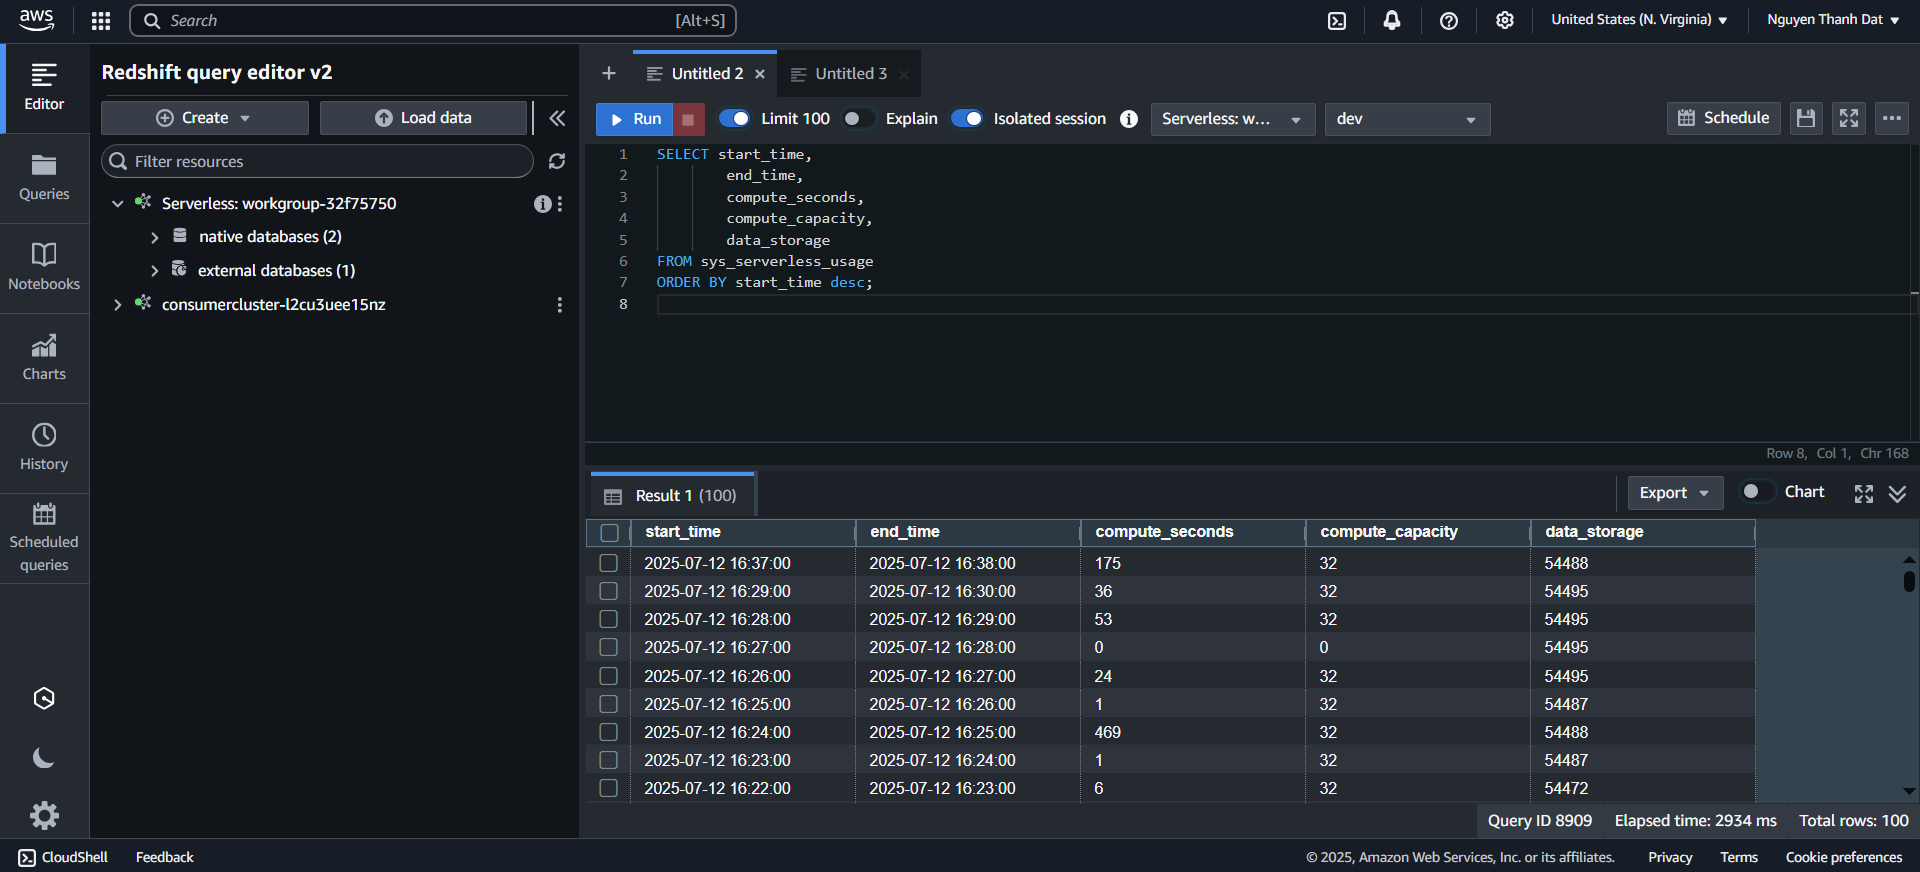 aws
Search [Alt+S]
United States (N. Virginia)
Nguyen Thanh Dat
Editor
Queries
Notebooks
Charts
History
Scheduled
queries
Redshift query editor v2
Create
Load data
Filter resources
Serverless: workgroup-32f75750
native databases (2)
external databases (1)
consumercluster-l2cu3uee15nz
Untitled 2
Untitled 3
Run
Limit 100
Explain
Isolated session
Serverless: w...
dev
Schedule
1 SELECT start_time,
2 end_time,
3 compute_seconds,
4 compute_capacity,
5 data_storage
6 FROM sys_serverless_usage
7 ORDER BY start_time desc;
8
Row 8, Col 1, Chr 168
Result 1 (100)
Export
Chart
start_time end_time compute_seconds compute_capacity data_storage
2025-07-12 16:37:00 2025-07-12 16:38:00 175 32 54488
2025-07-12 16:29:00 2025-07-12 16:30:00 36 32 54495
2025-07-12 16:28:00 2025-07-12 16:29:00 53 32 54495
2025-07-12 16:27:00 2025-07-12 16:28:00 0 0 54495
2025-07-12 16:26:00 2025-07-12 16:27:00 24 32 54495
2025-07-12 16:25:00 2025-07-12 16:26:00 1 32 54487
2025-07-12 16:24:00 2025-07-12 16:25:00 469 32 54488
2025-07-12 16:23:00 2025-07-12 16:24:00 1 32 54487
2025-07-12 16:22:00 2025-07-12 16:23:00 6 32 54472
Query ID 8909 Elapsed time: 2934 ms Total rows: 100
CloudShell Feedback
© 2025, Amazon Web Services, Inc. or its affiliates. Privacy Terms Cookie preferences